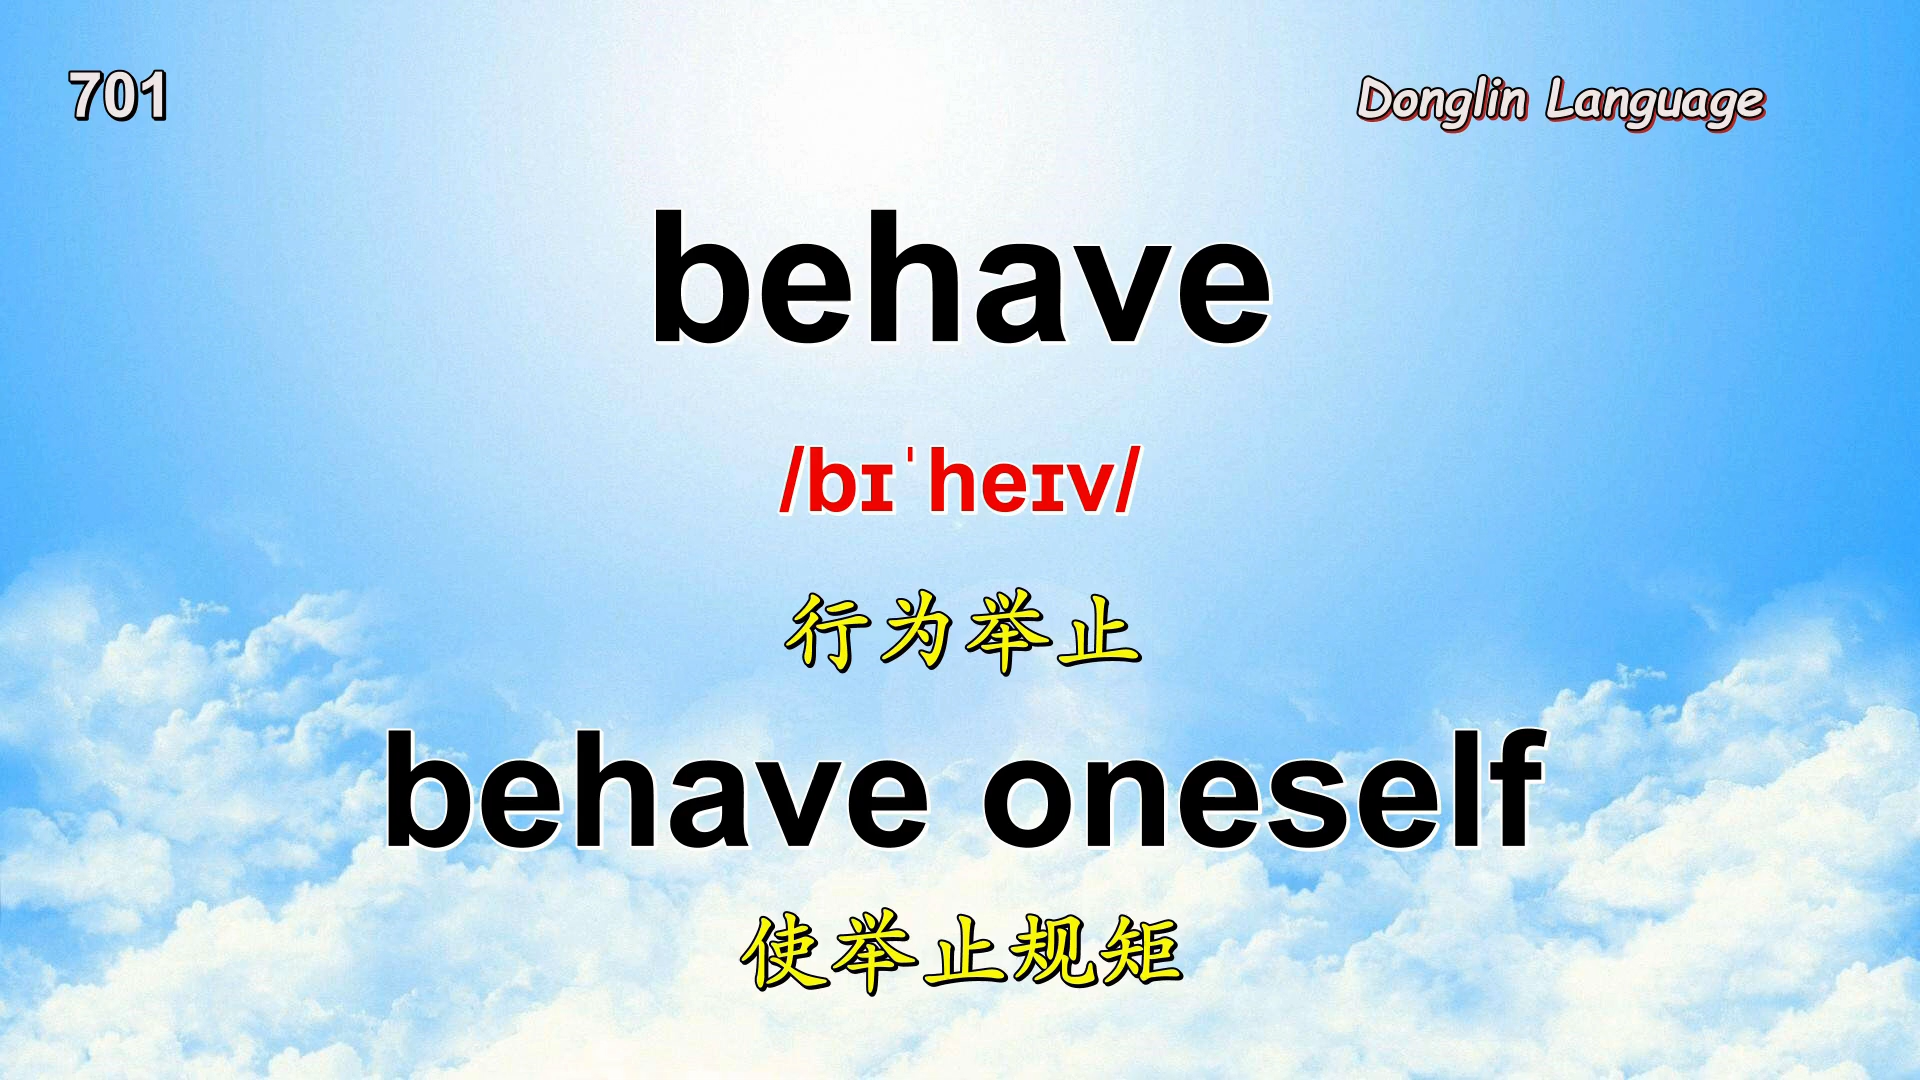 701
Donglin Language
behave
/bɪˈheɪv/
行为举止
behave oneself
使举止规矩